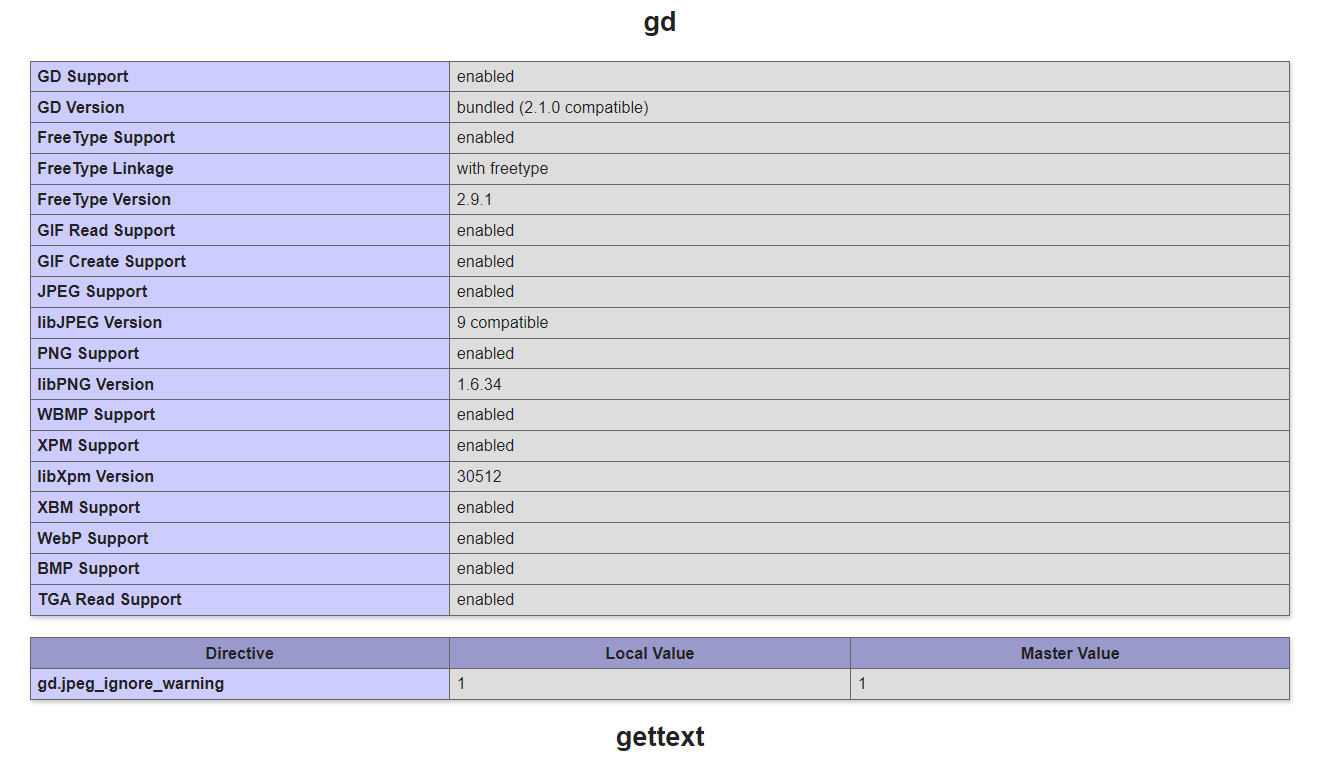 gd
GD Support enabled
GD Version bundled (2.1.0 compatible)
FreeType Support enabled
FreeType Linkage with freetype
FreeType Version 2.9.1
GIF Read Support enabled
GIF Create Support enabled
JPEG Support enabled
libJPEG Version 9 compatible
PNG Support enabled
libPNG Version 1.6.34
WBMP Support enabled
XPM Support enabled
libXpm Version 30512
XBM Support enabled
WebP Support enabled
BMP Support enabled
TGA Read Support enabled
Directive Local Value Master Value
gd.jpeg_ignore_warning 1 1
gettext